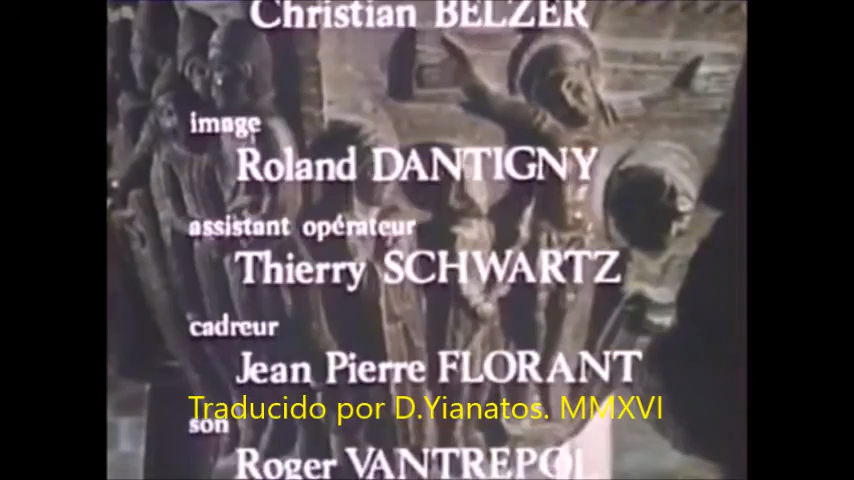 Christian BELZER
image
Roland DANTIGNY
assistant opérateur
Thierry SCHWARTZ
cadreur
Jean Pierre FLORANT
Traducido por D.Yianatos. MMXVI
son
Roger VANTREPOL